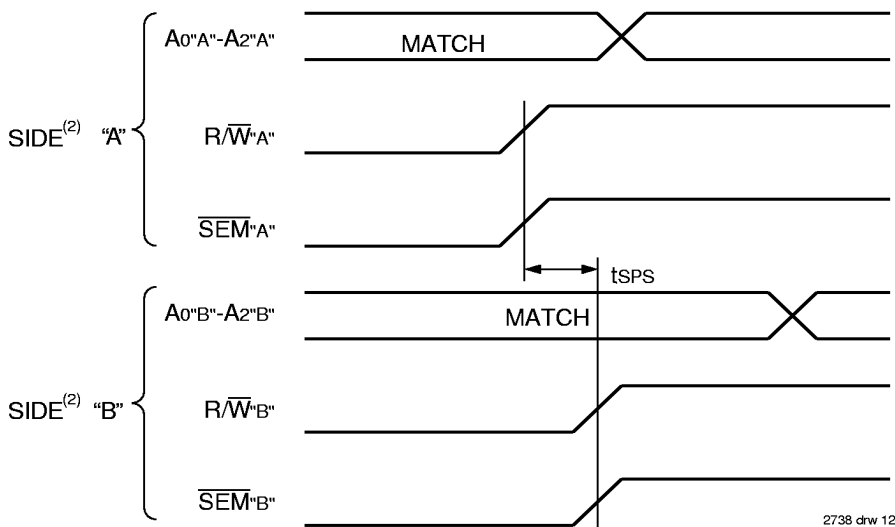 A0"A"-A2"A"
MATCH
SIDE(2) "A"
R/W"A"
SEM"A"
tSPS
A0"B"-A2"B"
MATCH
SIDE(2) "B"
R/W"B"
SEM"B"
2738 drw 12